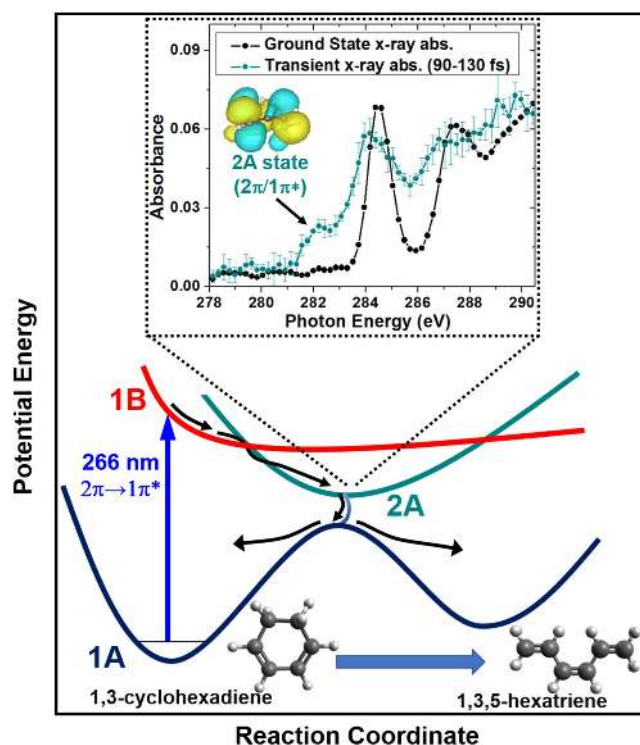 Ground State x-ray abs.
Transient x-ray abs. (90-130 fs)
0.09
0.06
0.03
0.00
Absorbance
2A state
(2π/1π*)
278 280 282 284 286 288 290
Photon Energy (eV)
Potential Energy
1B
266 nm
2π→1π*
2A
1A
1,3-cyclohexadiene
1,3,5-hexatriene
Reaction Coordinate